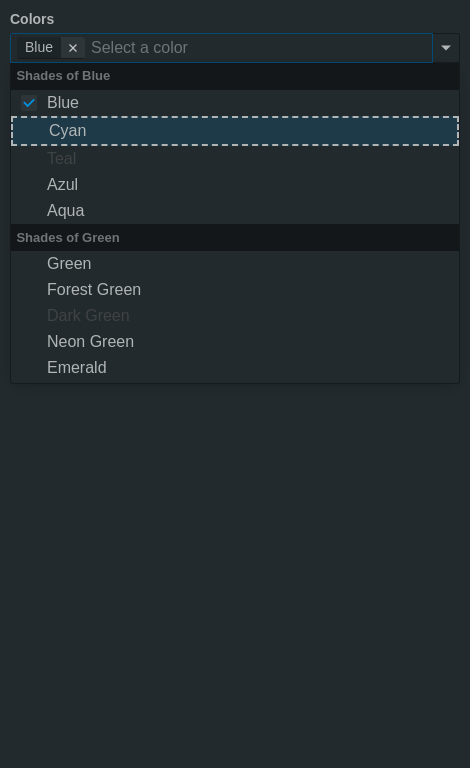 Colors
Blue Select a color
Shades of Blue
Blue
Cyan
Teal
Azul
Aqua
Shades of Green
Green
Forest Green
Dark Green
Neon Green
Emerald